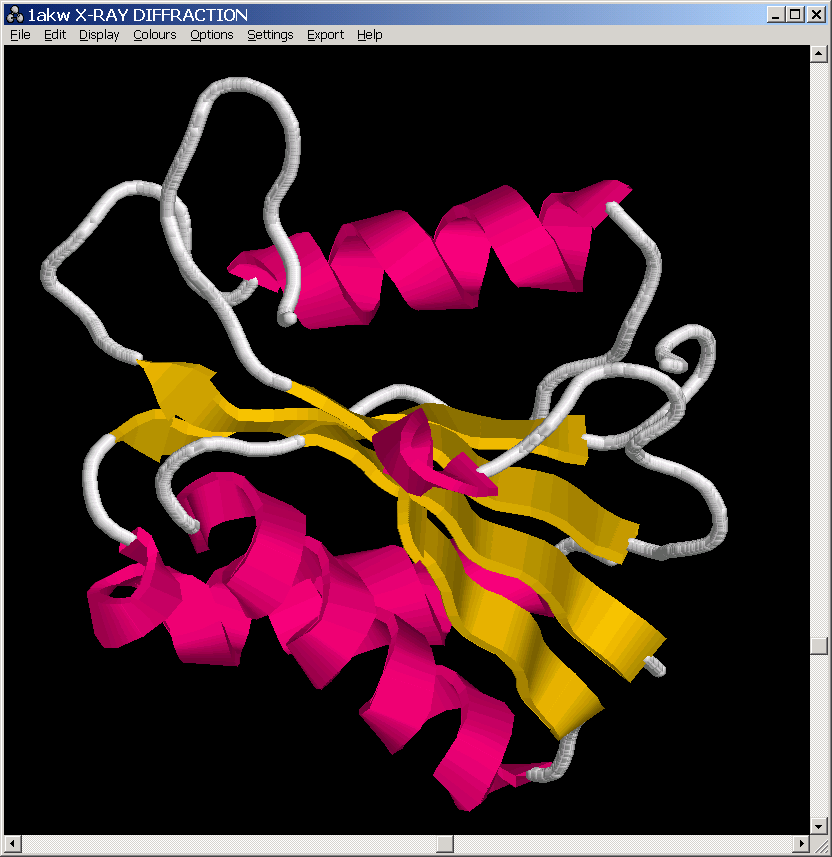 1akw X-RAY DIFFRACTION
File Edit Display Colours Options Settings Export Help